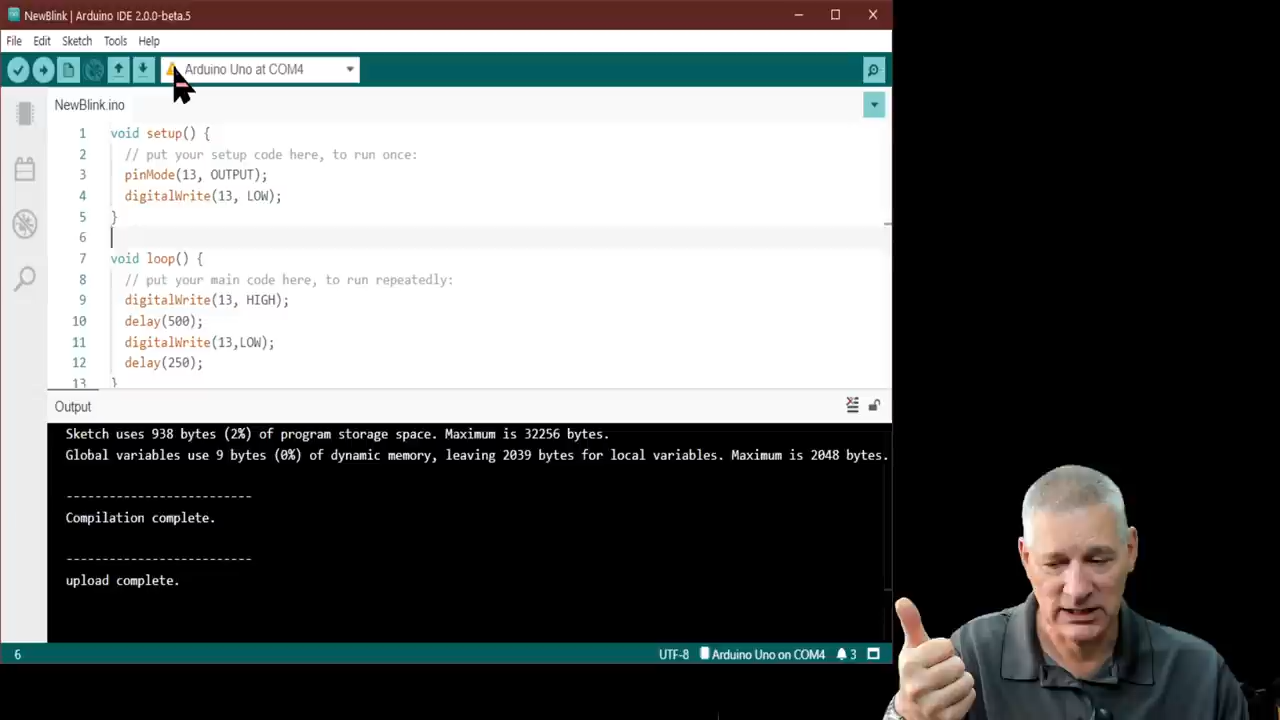 NewBlink | Arduino IDE 2.0.0-beta.5
File Edit Sketch Tools Help
Arduino Uno at COM4
NewBlink.ino
1 void setup() {
2 // put your setup code here, to run once:
3 pinMode(13, OUTPUT);
4 digitalWrite(13, LOW);
5 }
6
7 void loop() {
8 // put your main code here, to run repeatedly:
9 digitalWrite(13, HIGH);
10 delay(500);
11 digitalWrite(13,LOW);
12 delay(250);
13 }
Output
Sketch uses 938 bytes (2%) of program storage space. Maximum is 32256 bytes.
Global variables use 9 bytes (0%) of dynamic memory, leaving 2039 bytes for local variables. Maximum is 2048 bytes.
--------------------------
Compilation complete.
--------------------------
upload complete.
6 UTF-8 Arduino Uno on COM4 3